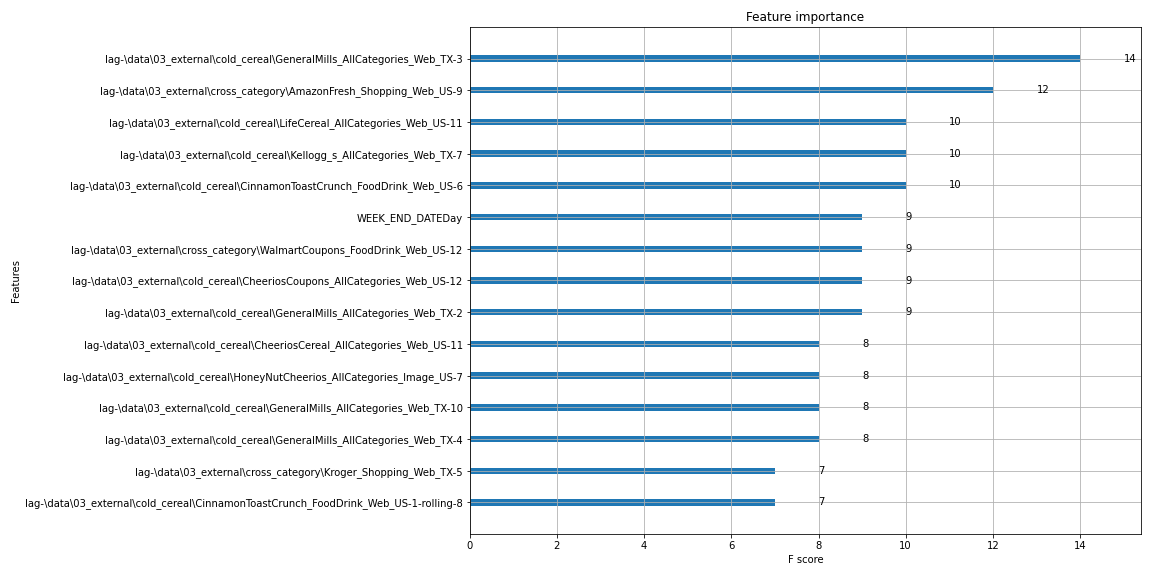 Feature importance
lag-\data\03_external\cold_cereal\GeneralMills_AllCategories_Web_TX-3
14
lag-\data\03_external\cross_category\AmazonFresh_Shopping_Web_US-9
12
lag-\data\03_external\cold_cereal\LifeCereal_AllCategories_Web_US-11
10
lag-\data\03_external\cold_cereal\Kellogg_s_AllCategories_Web_TX-7
10
lag-\data\03_external\cold_cereal\CinnamonToastCrunch_FoodDrink_Web_US-6
10
WEEK_END_DATEDay
9
lag-\data\03_external\cross_category\WalmartCoupons_FoodDrink_Web_US-12
9
lag-\data\03_external\cold_cereal\CheeriosCoupons_AllCategories_Web_US-12
9
lag-\data\03_external\cold_cereal\GeneralMills_AllCategories_Web_TX-2
9
lag-\data\03_external\cold_cereal\CheeriosCereal_AllCategories_Web_US-11
8
lag-\data\03_external\cold_cereal\HoneyNutCheerios_AllCategories_Image_US-7
8
lag-\data\03_external\cold_cereal\GeneralMills_AllCategories_Web_TX-10
8
lag-\data\03_external\cold_cereal\GeneralMills_AllCategories_Web_TX-4
8
lag-\data\03_external\cross_category\Kroger_Shopping_Web_TX-5
7
lag-\data\03_external\cold_cereal\CinnamonToastCrunch_FoodDrink_Web_US-1-rolling-8
7
Features
0 2 4 6 8 10 12 14
F score